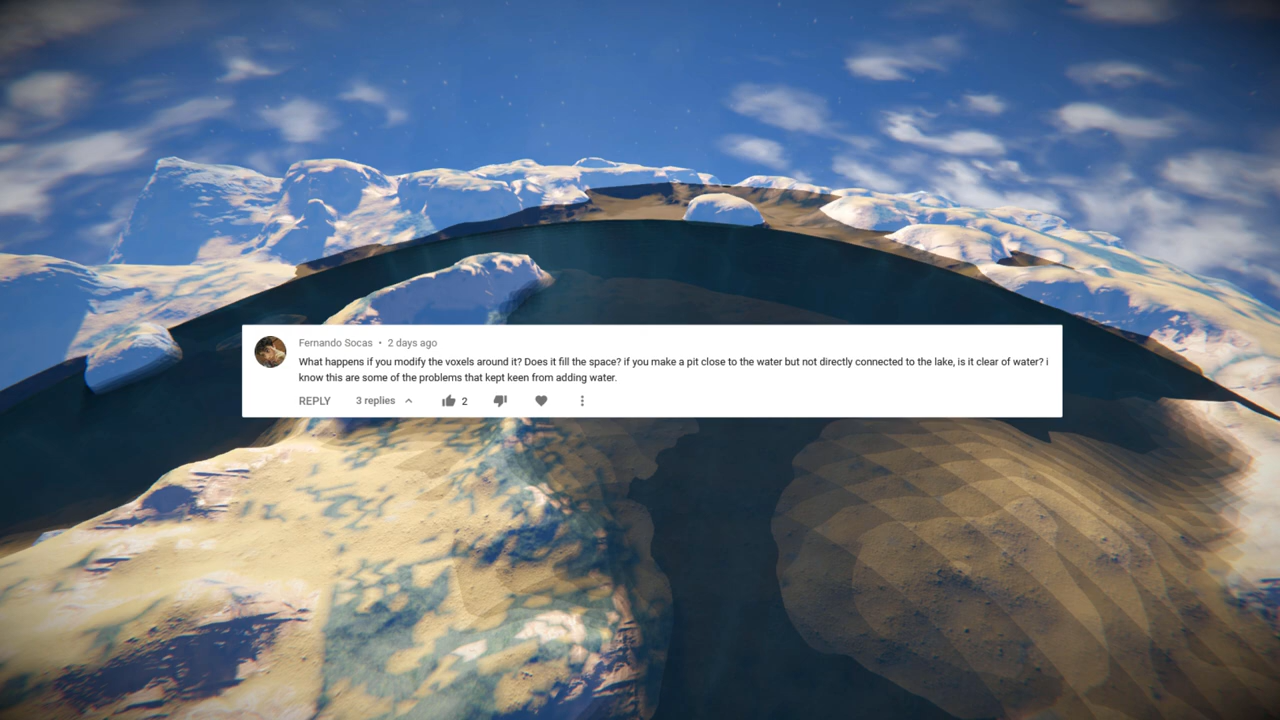 Fernando Socas • 2 days ago
What happens if you modify the voxels around it? Does it fill the space? if you make a pit close to the water but not directly connected to the lake, is it clear of water? i
know this are some of the problems that kept keen from adding water.
REPLY 3 replies 2